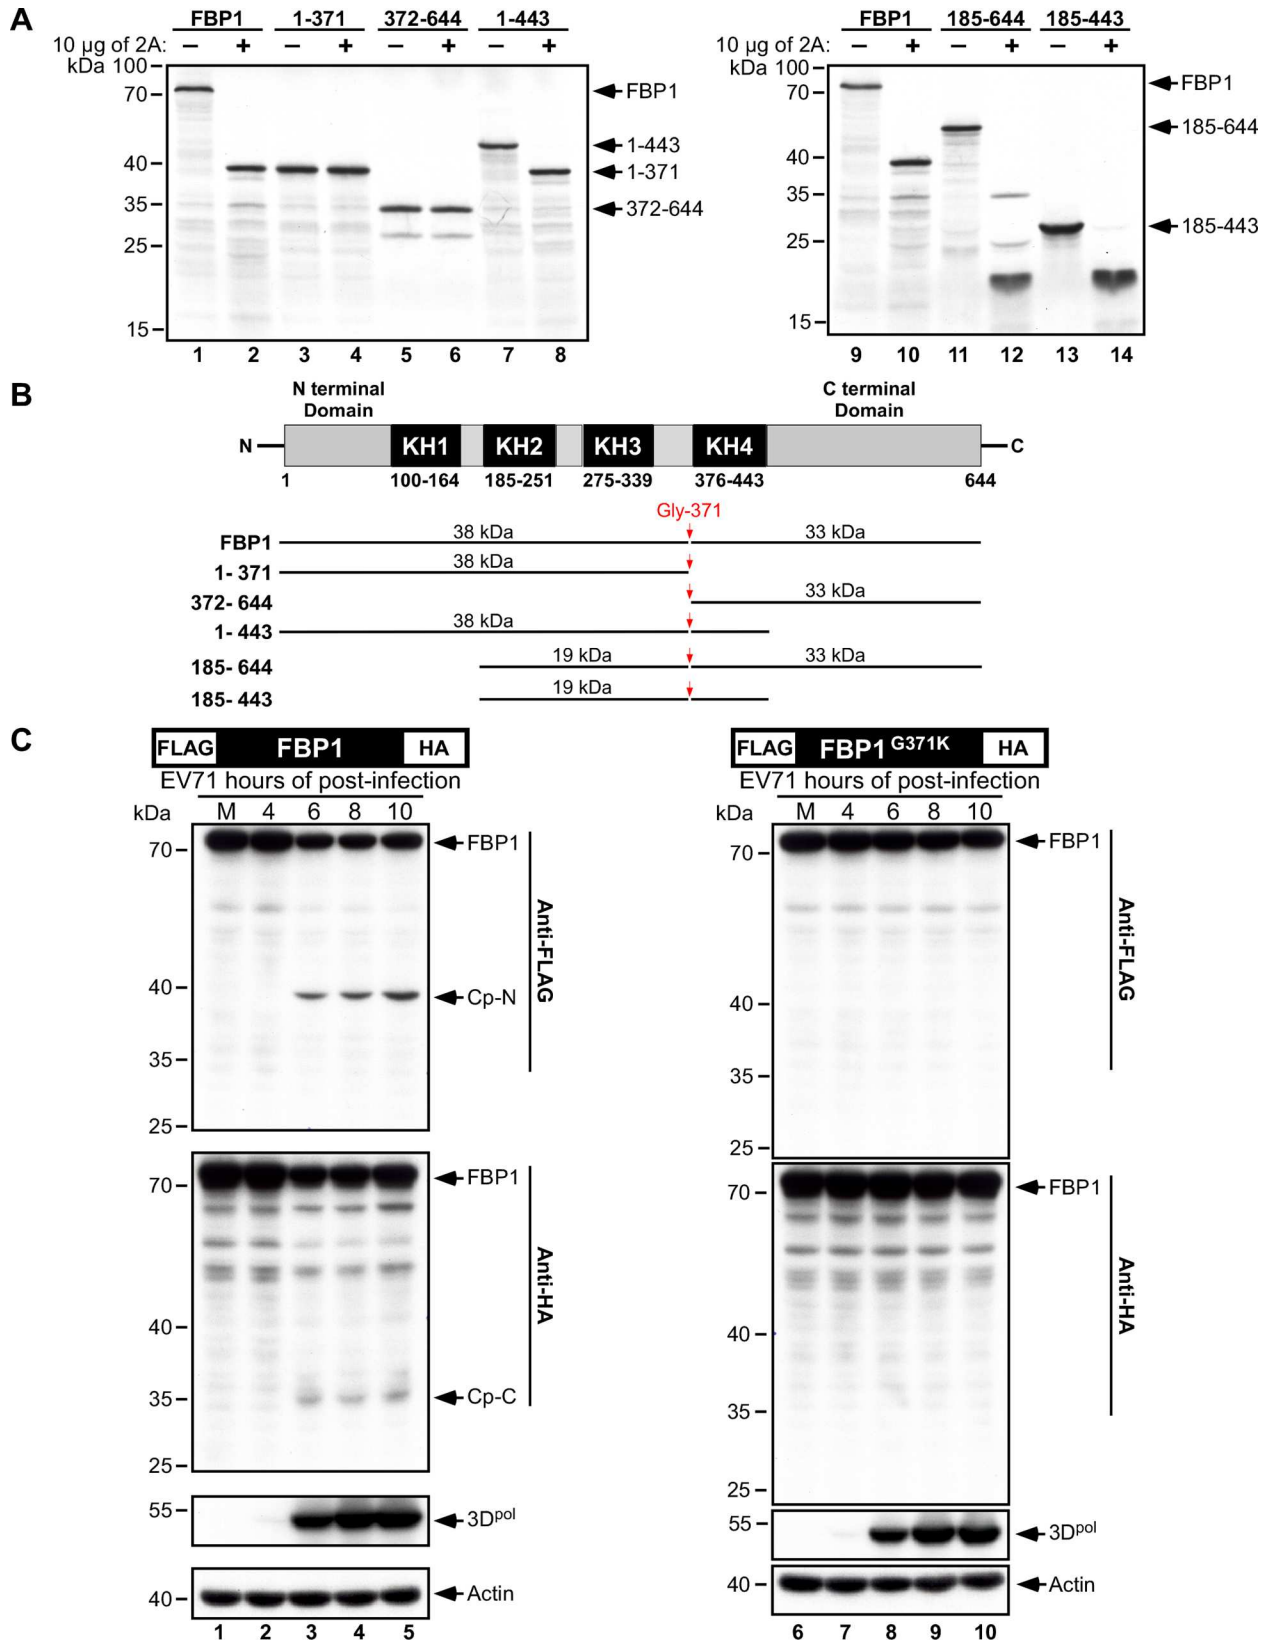 A
FBP1 1-371 372-644 1-443
10 µg of 2A: – + – + – + – +
kDa 100
70
40
35
25
15
FBP1
1-443
1-371
372-644
1 2 3 4 5 6 7 8
FBP1 185-644 185-443
10 µg of 2A: – + – + – +
kDa 100
70
40
35
25
15
FBP1
185-644
185-443
9 10 11 12 13 14
B
N terminal Domain
C terminal Domain
N KH1 KH2 KH3 KH4 C
1 100-164 185-251 275-339 376-443 644
Gly-371
FBP1 38 kDa 33 kDa
1- 371 38 kDa
372- 644 33 kDa
1- 443 38 kDa
185- 644 19 kDa 33 kDa
185- 443 19 kDa
C
FLAG FBP1 HA
EV71 hours of post-infection
kDa M 4 6 8 10
70
40
35
25
FBP1
Cp-N
Anti-FLAG
70
40
35
25
FBP1
Cp-C
Anti-HA
55 3Dpol
40 Actin
1 2 3 4 5
FLAG FBP1 G371K HA
EV71 hours of post-infection
kDa M 4 6 8 10
70
40
35
25
FBP1
Anti-FLAG
70
40
35
25
FBP1
Anti-HA
55 3Dpol
40 Actin
6 7 8 9 10